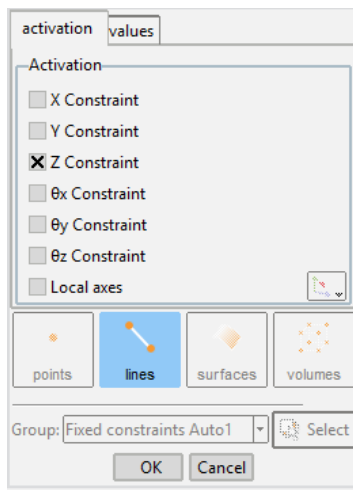 activation values
Activation
X Constraint
Y Constraint
Z Constraint
θx Constraint
θy Constraint
θz Constraint
Local axes
points lines surfaces volumes
Group: Fixed constraints Auto1 Select
OK Cancel